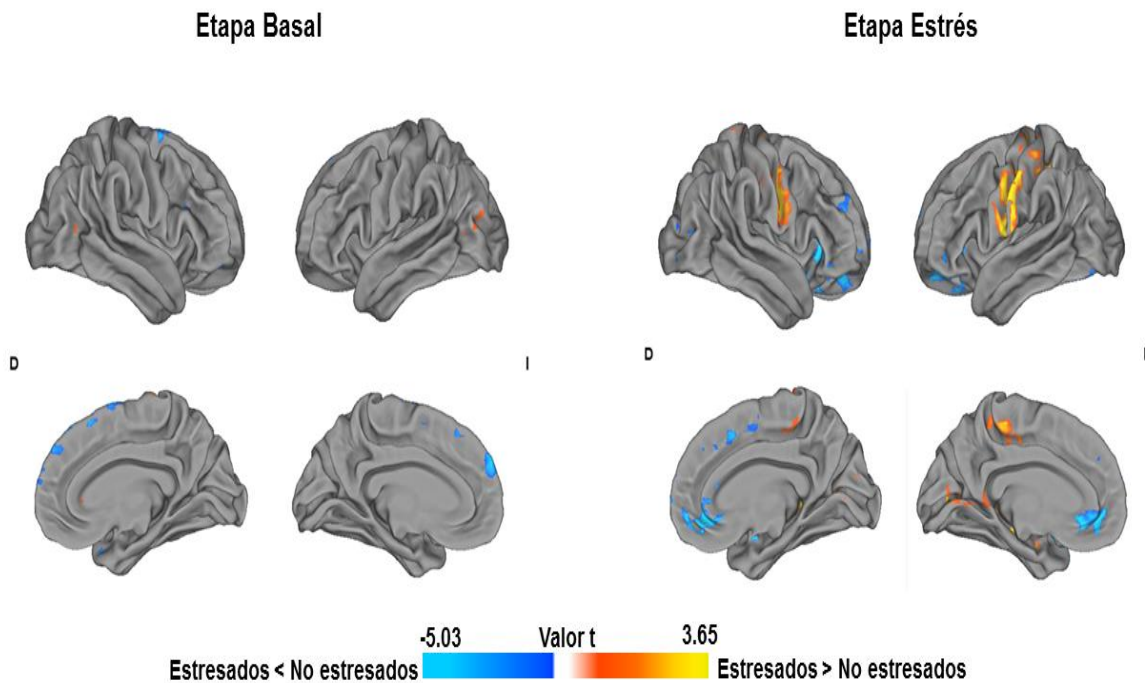 Etapa Basal
Etapa Estrés
D
I
D
-5.03 Valor t 3.65
Estresados < No estresados Estresados > No estresados